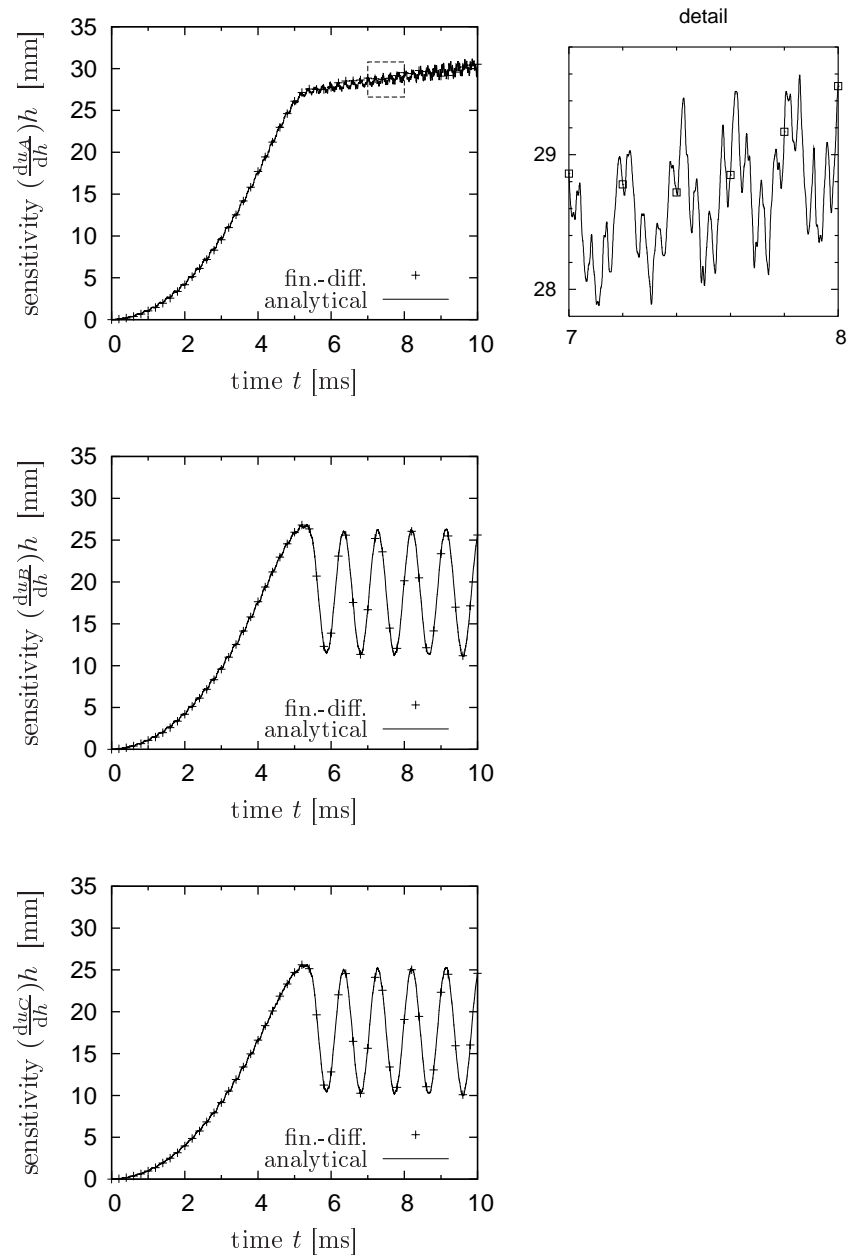 detail
35
30
25
20
15
10
5
0
sensitivity (du_A/dh)h [mm]
fin.-diff.
analytical
0 2 4 6 8 10
time t [ms]
29
28
7 8
35
30
25
20
15
10
5
0
sensitivity (du_B/dh)h [mm]
fin.-diff.
analytical
0 2 4 6 8 10
time t [ms]
35
30
25
20
15
10
5
0
sensitivity (du_C/dh)h [mm]
fin.-diff.
analytical
0 2 4 6 8 10
time t [ms]